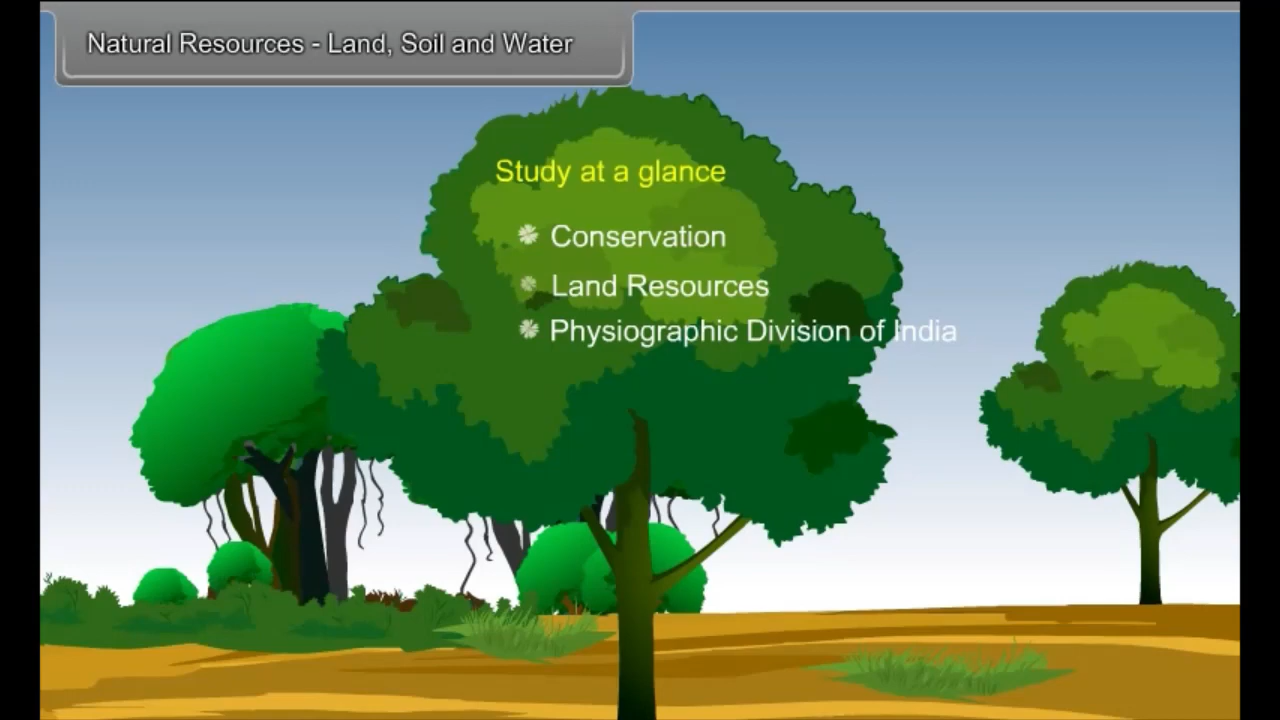 Natural Resources - Land, Soil and Water
Study at a glance
Conservation
Land Resources
Physiographic Division of India